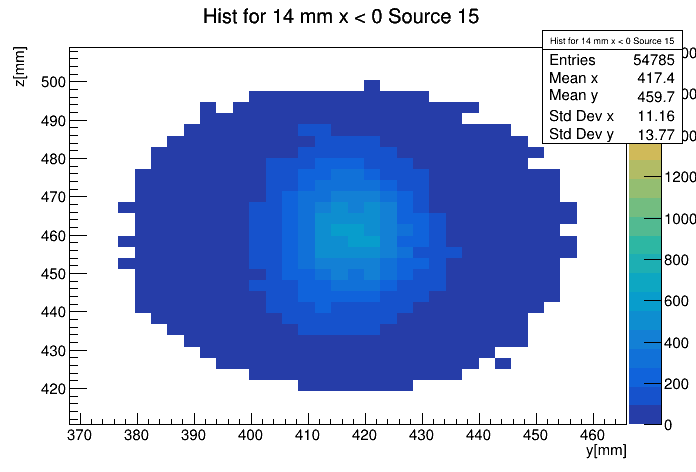 Hist for 14 mm x < 0 Source 15
Hist for 14 mm x < 0 Source 15
Entries 54785
Mean x 417.4
Mean y 459.7
Std Dev x 11.16
Std Dev y 13.77
z[mm]
500
490
480
470
460
450
440
430
420
370 380 390 400 410 420 430 440 450 460
y[mm]
1200
1000
800
600
400
200
0